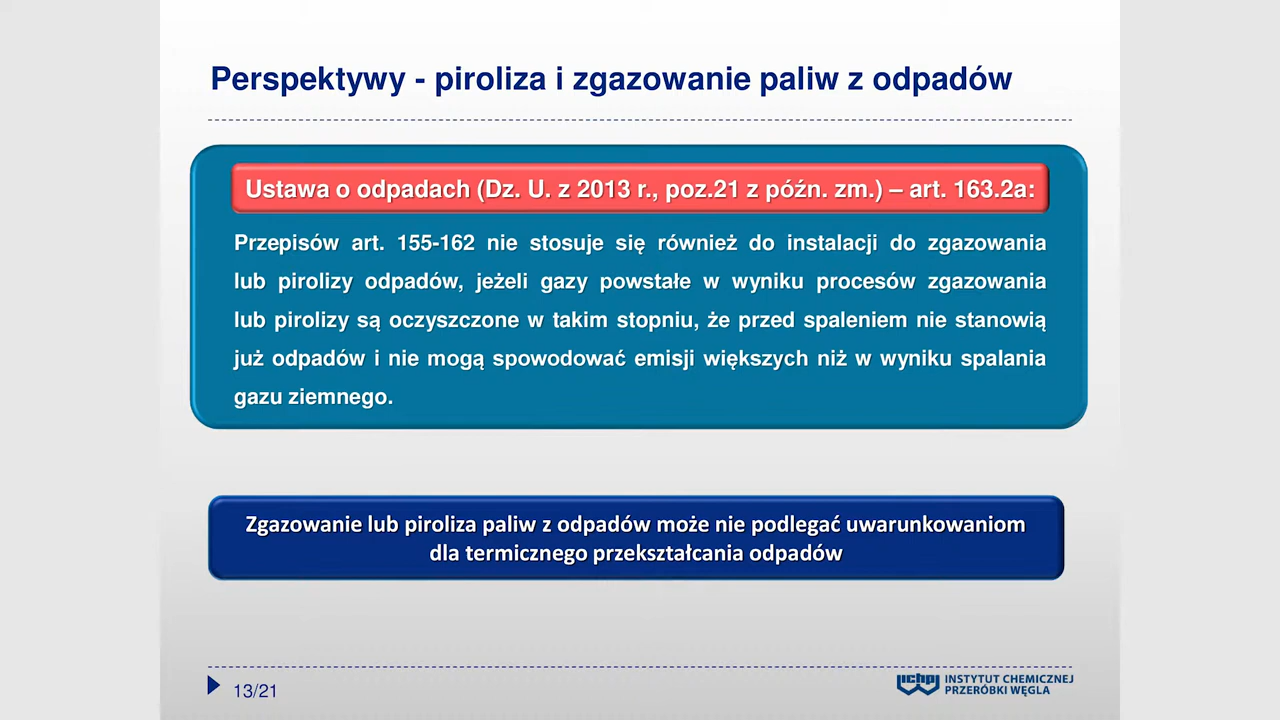 Perspektywy - piroliza i zgazowanie paliw z odpadów
Ustawa o odpadach (Dz. U. z 2013 r., poz.21 z późn. zm.) – art. 163.2a:
Przepisów art. 155-162 nie stosuje się również do instalacji do zgazowania
lub pirolizy odpadów, jeżeli gazy powstałe w wyniku procesów zgazowania
lub pirolizy są oczyszczone w takim stopniu, że przed spaleniem nie stanowią
już odpadów i nie mogą spowodować emisji większych niż w wyniku spalania
gazu ziemnego.
Zgazowanie lub piroliza paliw z odpadów może nie podlegać uwarunkowaniom
dla termicznego przekształcania odpadów
13/21
ichpw
INSTYTUT CHEMICZNEJ
PRZERÓBKI WĘGLA